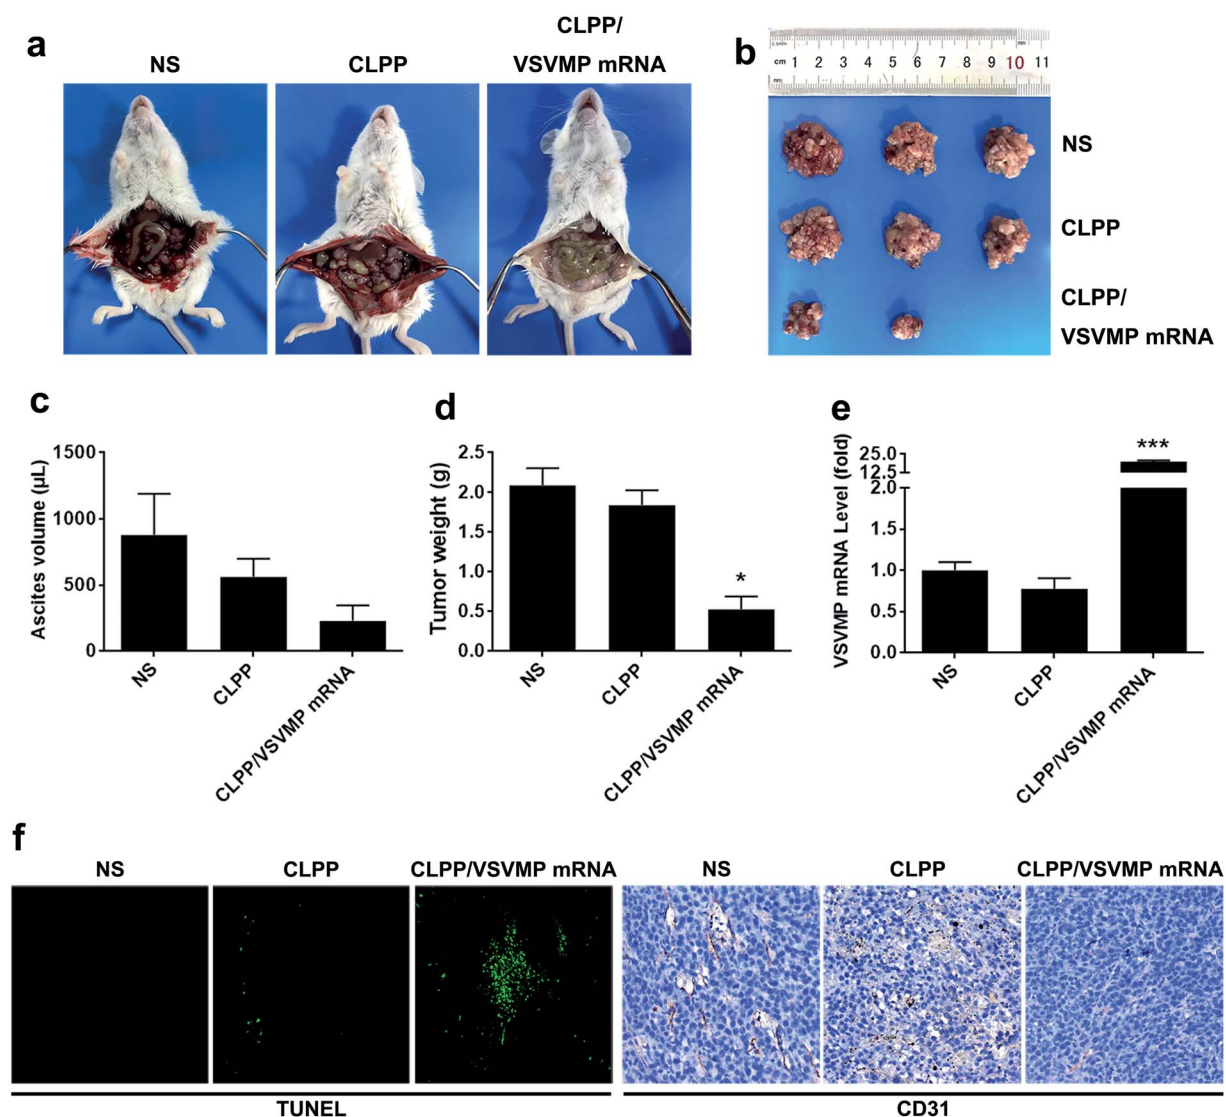 a
NS
CLPP
CLPP/
VSVMP mRNA
b
0.5mm
mm
cm 1 2 3 4 5 6 7 8 9 10 11
mm
NS
CLPP
CLPP/
VSVMP mRNA
c
Ascites volume (μL)
1500
1000
500
0
NS
CLPP
CLPP/VSVMP mRNA
d
Tumor weight (g)
2.5
2.0
1.5
1.0
0.5
0.0
*
NS
CLPP
CLPP/VSVMP mRNA
e
VSVMP mRNA Level (fold)
25.0
12.5
2.0
1.5
1.0
0.5
0.0
***
NS
CLPP
CLPP/VSVMP mRNA
f
NS CLPP CLPP/VSVMP mRNA NS CLPP CLPP/VSVMP mRNA
TUNEL CD31